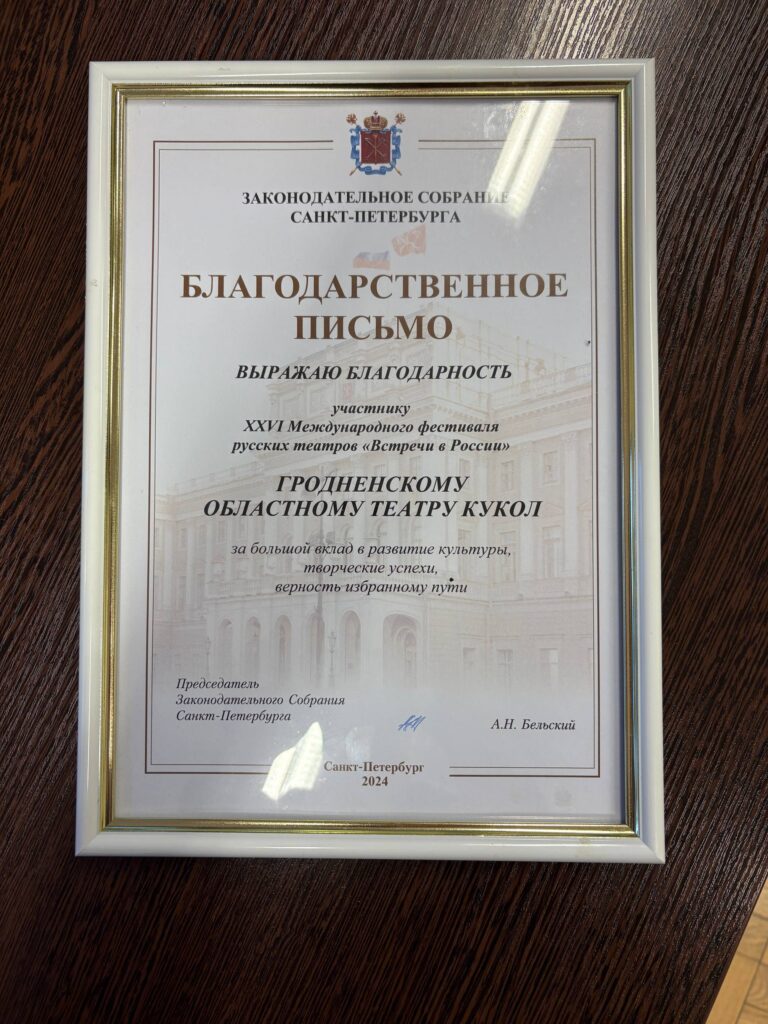 ЗАКОНОДАТЕЛЬНОЕ СОБРАНИЕ
САНКТ-ПЕТЕРБУРГА
БЛАГОДАРСТВЕННОЕ
ПИСЬМО
ВЫРАЖАЮ БЛАГОДАРНОСТЬ
участнику
XXVI Международного фестиваля
русских театров «Встречи в России»
ГРОДНЕНСКОМУ
ОБЛАСТНОМУ ТЕАТРУ КУКОЛ
за большой вклад в развитие культуры,
творческие успехи,
верность избранному пути
Председатель
Законодательного Собрания
Санкт-Петербурга
А.Н. Бельский
Санкт-Петербург
2024